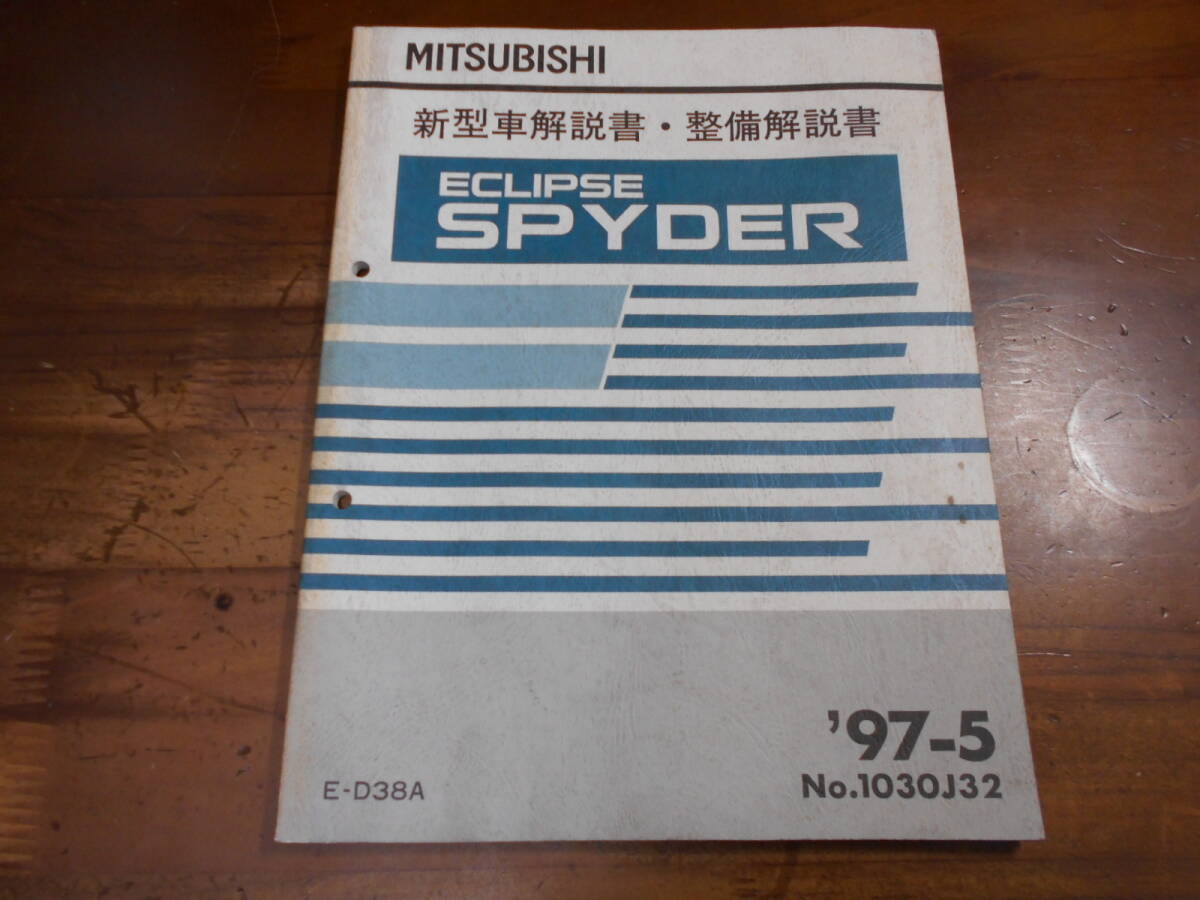 MITSUBISHI
新型車解説書・整備解説書
ECLIPSE
SPYDER
'97-5
E-D38A
No.1030J32